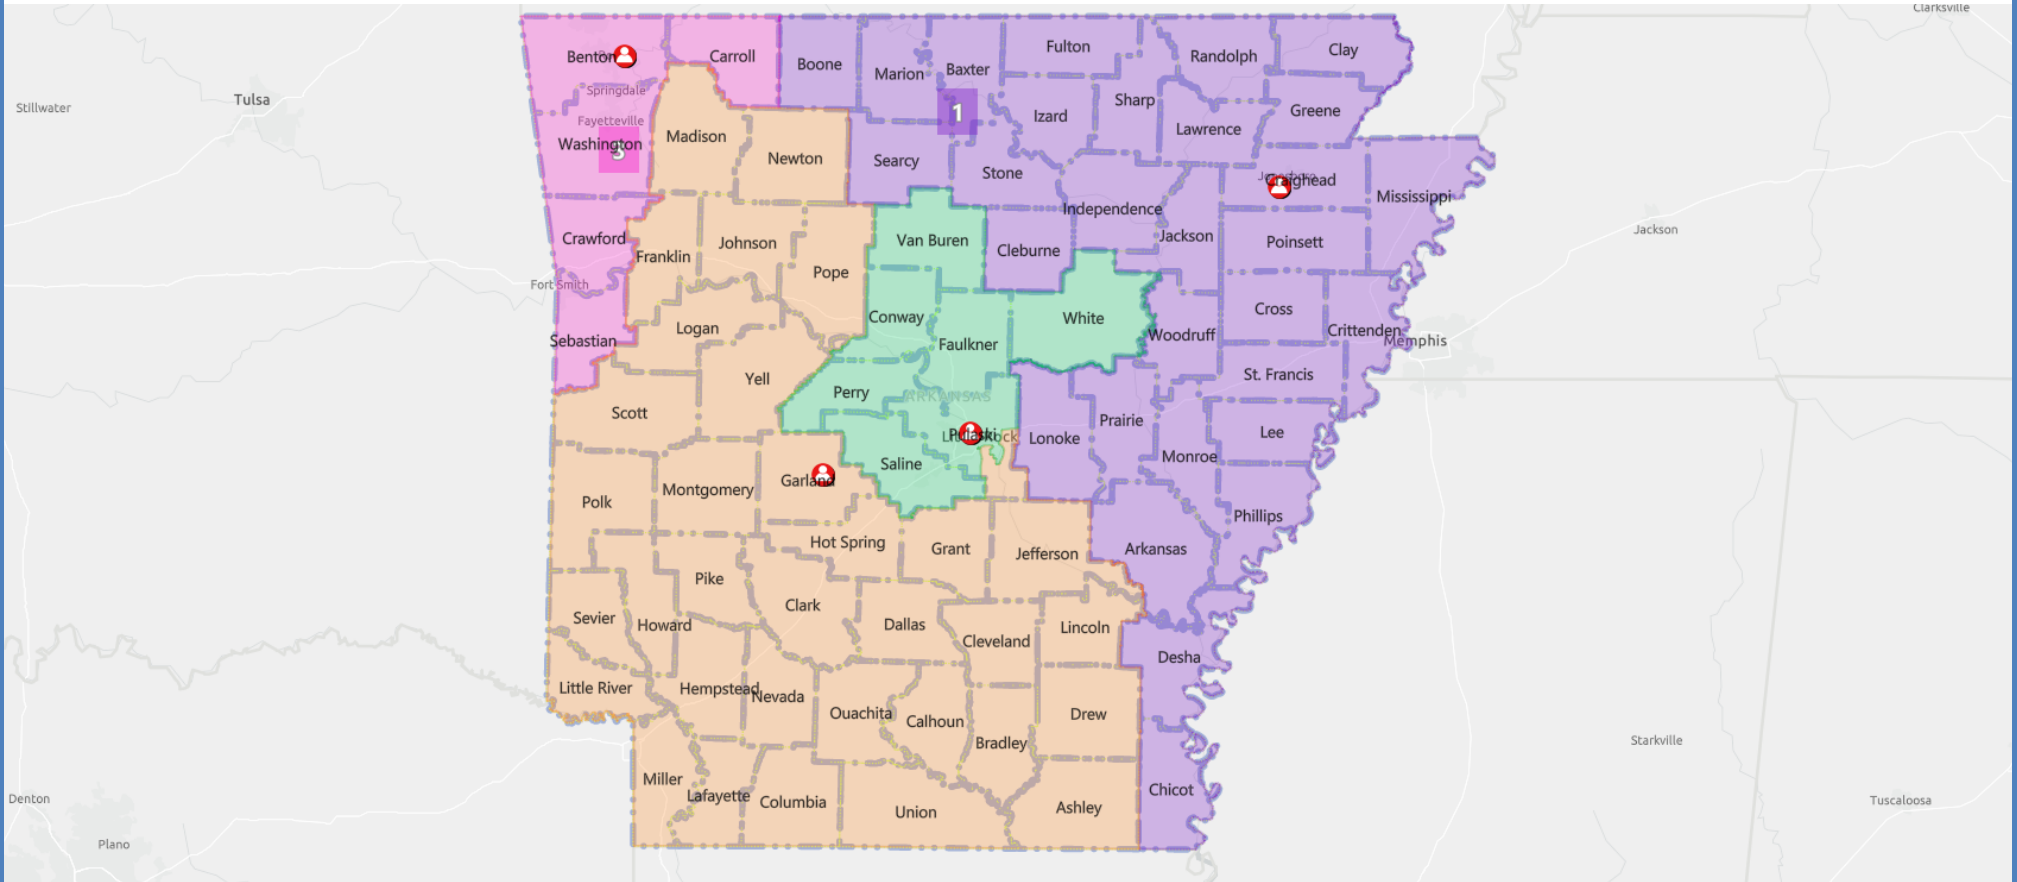 Clarksville
Benton
Carroll
Boone
Marion
Baxter
Fulton
Randolph
Clay
Stillwater
Tulsa
Springdale
Fayetteville
Washington
3
Madison
Newton
1
Searcy
Stone
Izard
Sharp
Lawrence
Greene
Craighead
Mississippi
Crawford
Franklin
Johnson
Pope
Van Buren
Cleburne
Independence
Jackson
Poinsett
Jackson
Fort Smith
Sebastian
Logan
Conway
Faulkner
White
Woodruff
Cross
Crittenden
Memphis
Scott
Yell
Perry
ARKANSAS
Pulaski
Saline
Lonoke
Prairie
St. Francis
Lee
Monroe
Polk
Montgomery
Garland
Hot Spring
Grant
Jefferson
Arkansas
Phillips
Sevier
Howard
Pike
Clark
Dallas
Cleveland
Lincoln
Desha
Little River
Hempstead
Nevada
Ouachita
Calhoun
Bradley
Drew
Starkville
Miller
Lafayette
Columbia
Union
Ashley
Chicot
Denton
Plano
Tuscaloosa